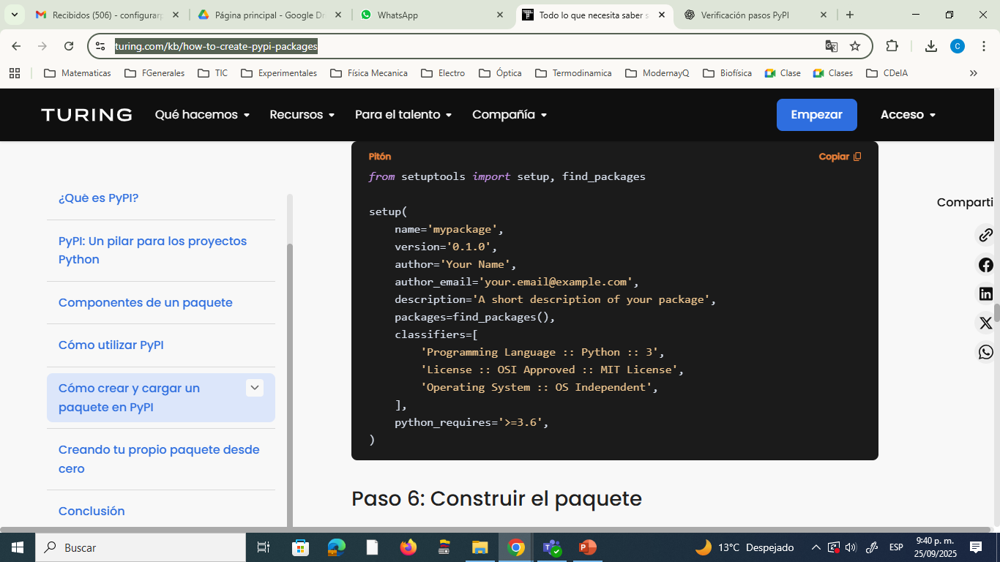 Recibidos (506) - configurarp
Página principal - Google Dr
WhatsApp
Todo lo que necesita saber s
Verificación pasos PyPI
turing.com/kb/how-to-create-pypi-packages
C
Matematicas
FGenerales
TIC
Experimentales
Física Mecanica
Electro
Óptica
Termodinamica
ModernayQ
Biofísica
Clase
Clases
CDeIA
TURING
Qué hacemos
Recursos
Para el talento
Compañía
Empezar
Acceso
¿Qué es PyPI?
PyPI: Un pilar para los proyectos
Python
Componentes de un paquete
Cómo utilizar PyPI
Cómo crear y cargar un
paquete en PyPI
Creando tu propio paquete desde
cero
Conclusión
Pitón
Copiar
from setuptools import setup, find_packages
setup(
name='mypackage',
version='0.1.0',
author='Your Name',
author_email='your.email@example.com',
description='A short description of your package',
packages=find_packages(),
classifiers=[
'Programming Language :: Python :: 3',
'License :: OSI Approved :: MIT License',
'Operating System :: OS Independent',
],
python_requires='>=3.6',
)
Paso 6: Construir el paquete
Comparti
Buscar
13°C Despejado
ESP
9:40 p. m.
25/09/2025